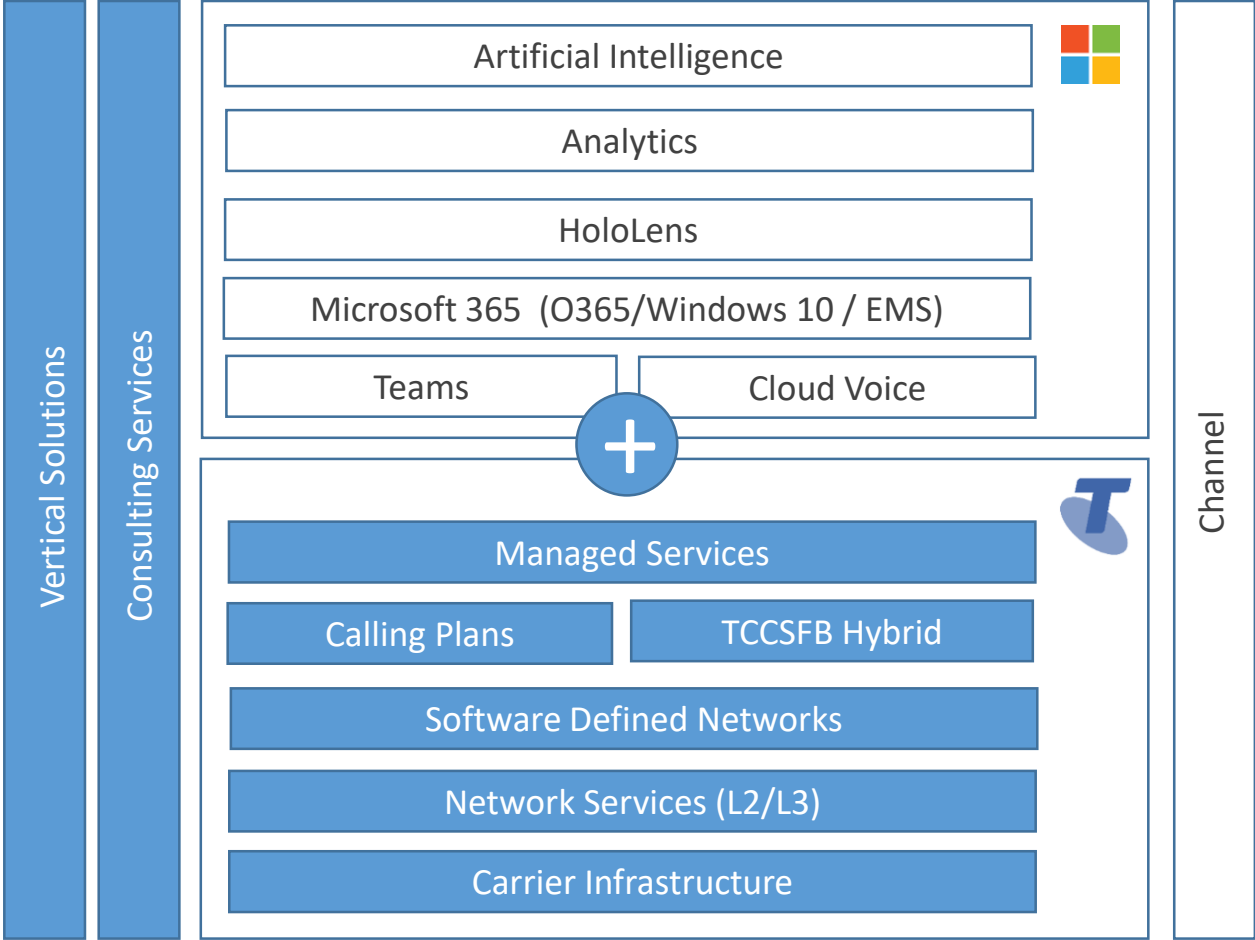 Vertical Solutions
Consulting Services
Artificial Intelligence
Analytics
HoloLens
Microsoft 365  (O365/Windows 10 / EMS)
Teams
Cloud Voice
+
Managed Services
Calling Plans
TCCSFB Hybrid
Software Defined Networks
Network Services (L2/L3)
Carrier Infrastructure
T
Channel